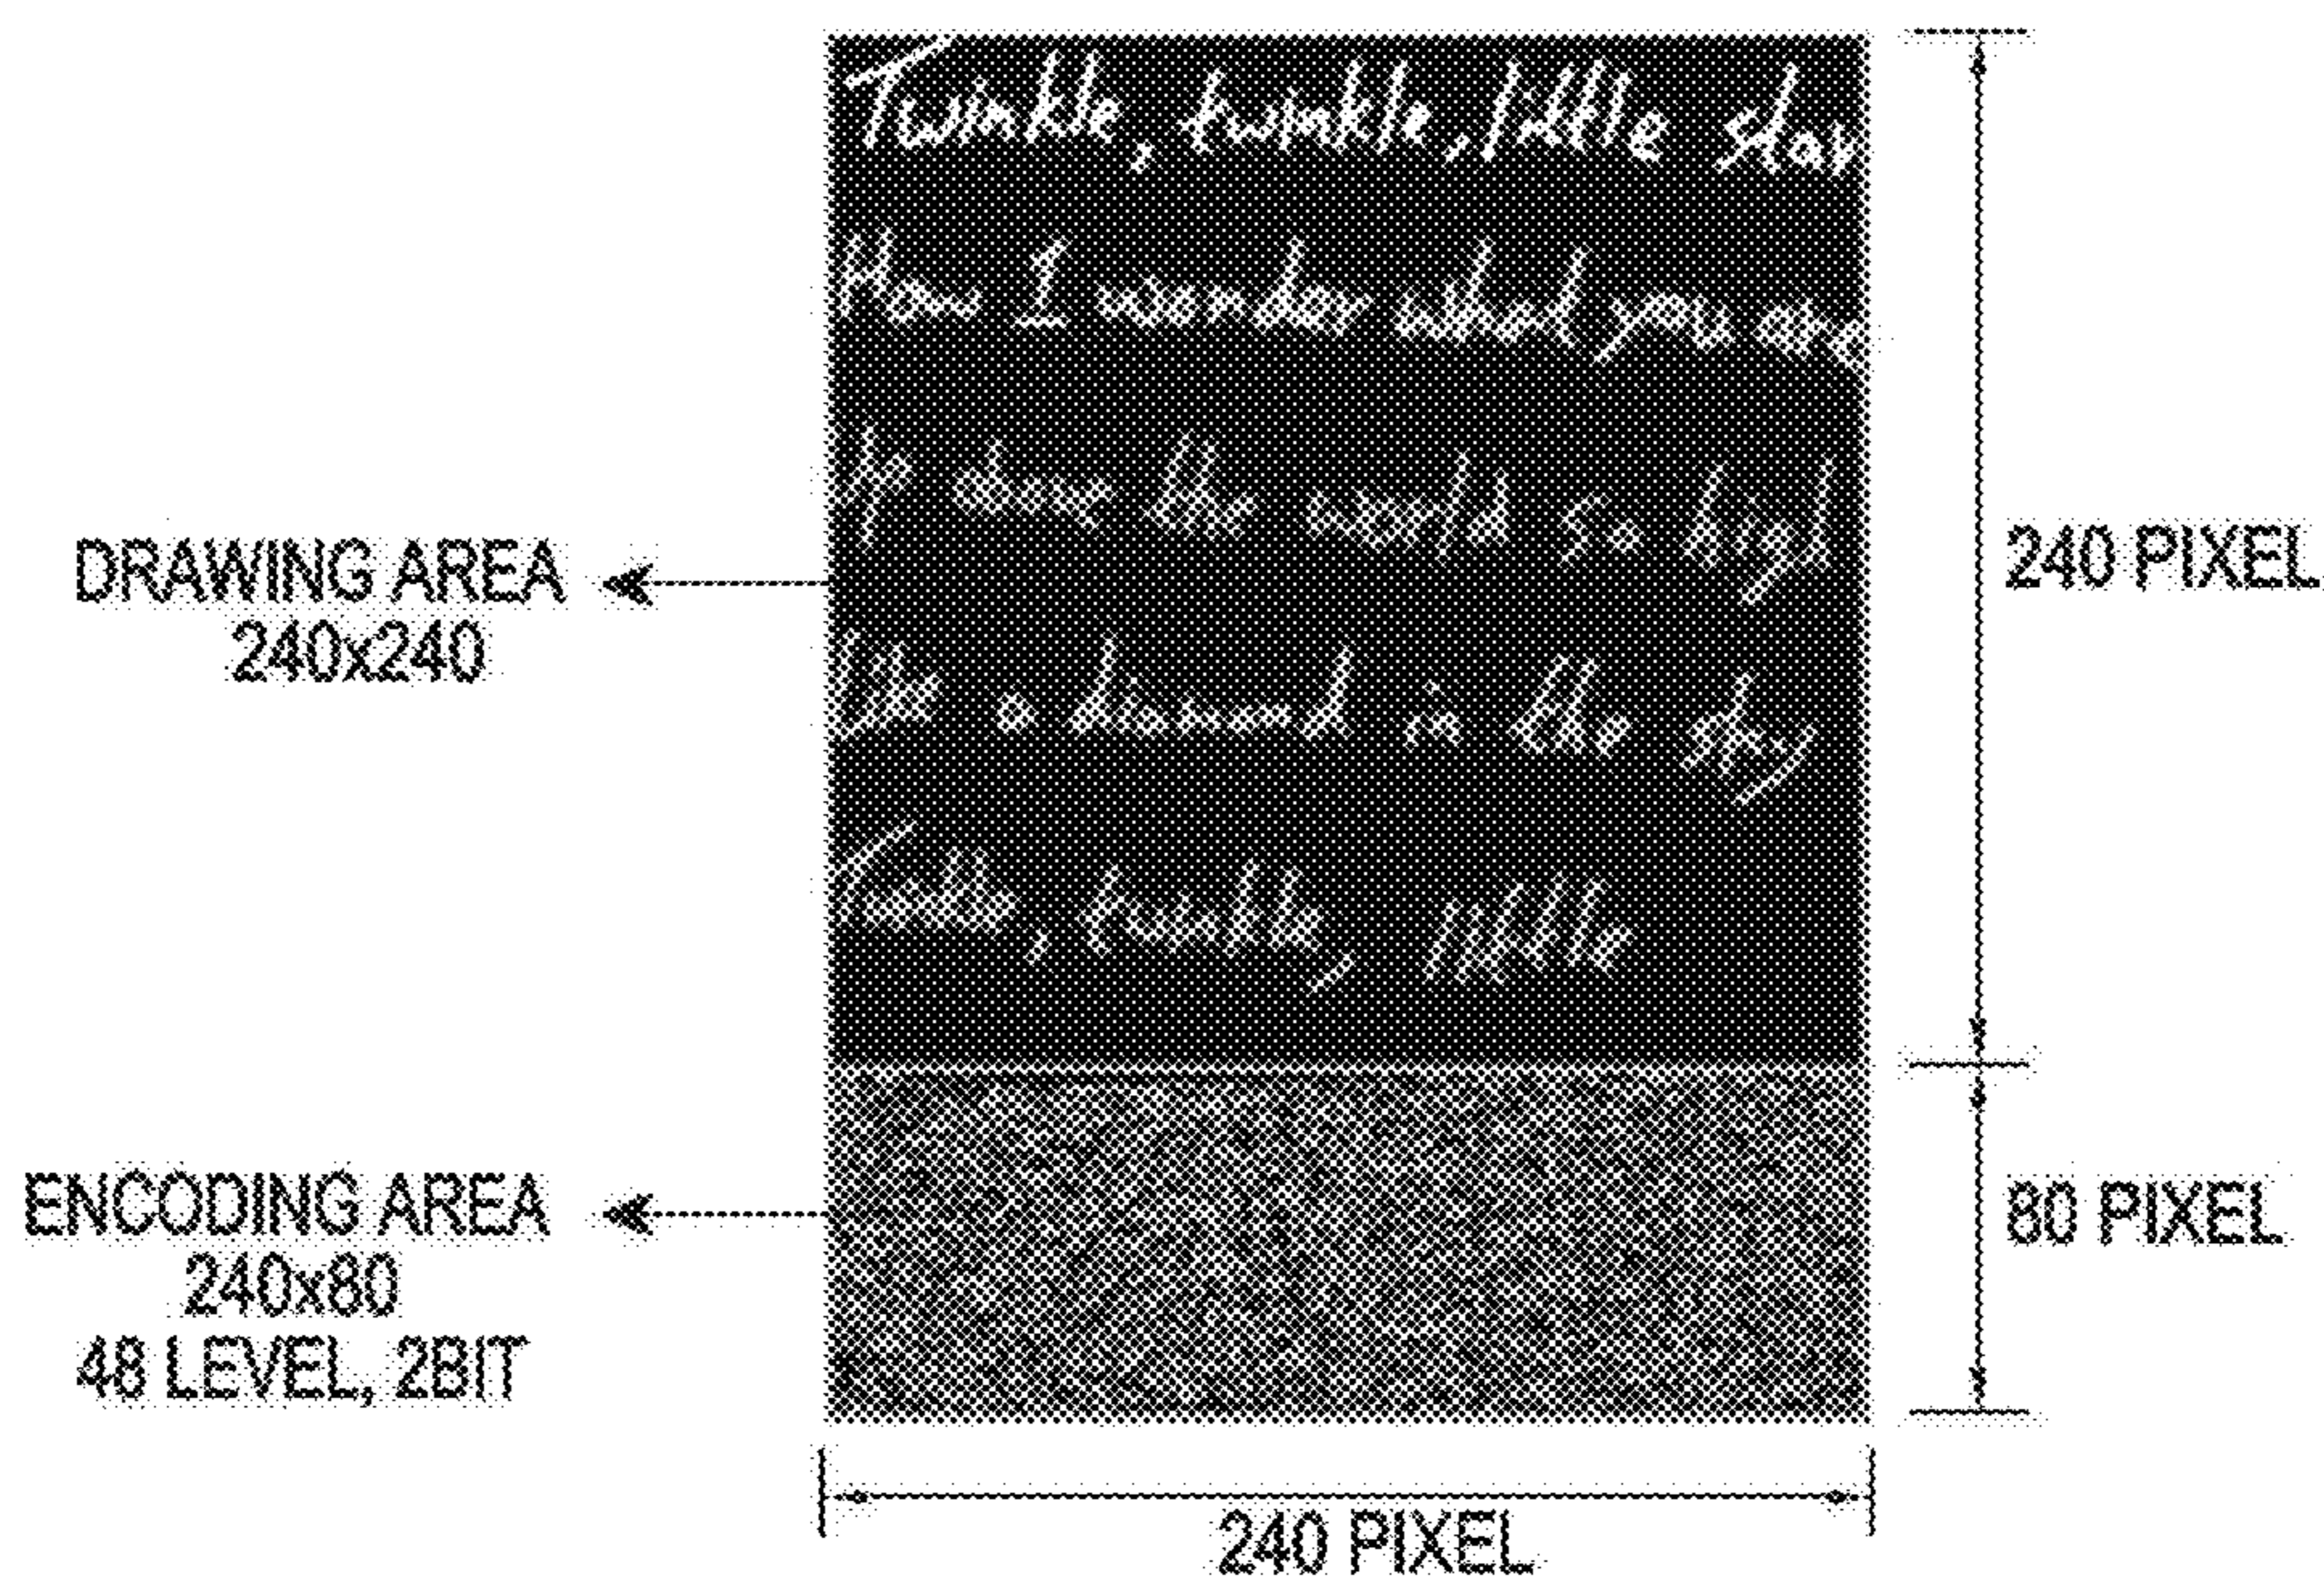 Twinkle, twinkle, little star
How I wonder what you are
Up above the world so high
Like a diamond in the sky
Twinkle, twinkle, little
DRAWING AREA
240x240
240 PIXEL
ENCODING AREA
240x80
48 LEVEL, 2BIT
80 PIXEL
240 PIXEL